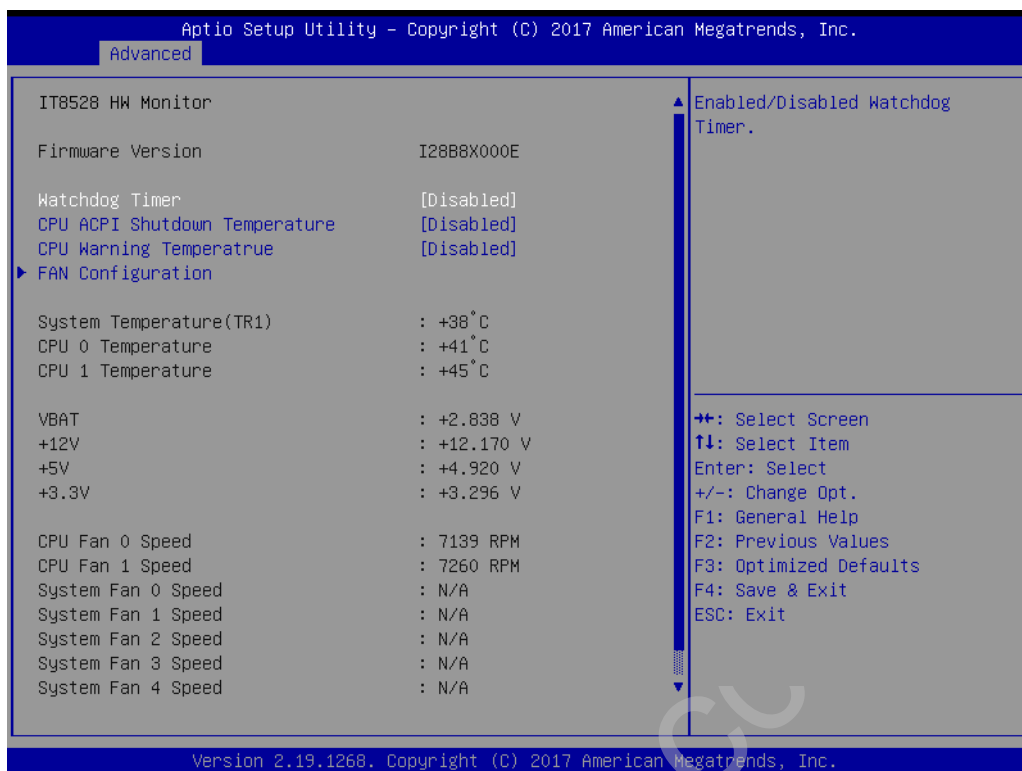 Aptio Setup Utility – Copyright (C) 2017 American Megatrends, Inc.
Advanced
IT8528 HW Monitor
Firmware Version I28B8X000E
Watchdog Timer [Disabled]
CPU ACPI Shutdown Temperature [Disabled]
CPU Warning Temperatrue [Disabled]
FAN Configuration
System Temperature(TR1) : +38°C
CPU 0 Temperature : +41°C
CPU 1 Temperature : +45°C
VBAT : +2.838 V
+12V : +12.170 V
+5V : +4.920 V
+3.3V : +3.296 V
CPU Fan 0 Speed : 7139 RPM
CPU Fan 1 Speed : 7260 RPM
System Fan 0 Speed : N/A
System Fan 1 Speed : N/A
System Fan 2 Speed : N/A
System Fan 3 Speed : N/A
System Fan 4 Speed : N/A
Enabled/Disabled Watchdog
Timer.
→←: Select Screen
↑↓: Select Item
Enter: Select
+/-: Change Opt.
F1: General Help
F2: Previous Values
F3: Optimized Defaults
F4: Save & Exit
ESC: Exit
Version 2.19.1268. Copyright (C) 2017 American Megatrends, Inc.